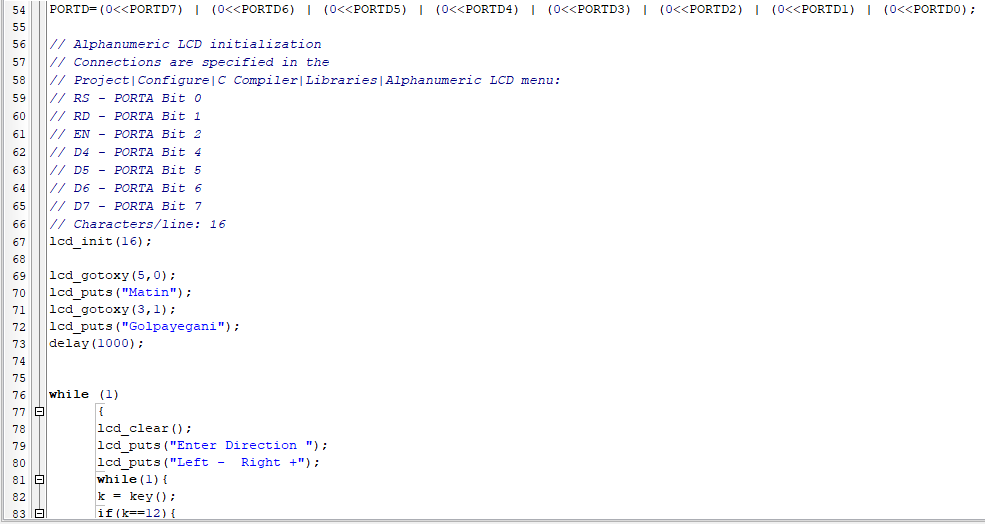 54 PORTD=(0<<PORTD7) | (0<<PORTD6) | (0<<PORTD5) | (0<<PORTD4) | (0<<PORTD3) | (0<<PORTD2) | (0<<PORTD1) | (0<<PORTD0);
55
56 // Alphanumeric LCD initialization
57 // Connections are specified in the
58 // Project|Configure|C Compiler|Libraries|Alphanumeric LCD menu:
59 // RS - PORTA Bit 0
60 // RD - PORTA Bit 1
61 // EN - PORTA Bit 2
62 // D4 - PORTA Bit 4
63 // D5 - PORTA Bit 5
64 // D6 - PORTA Bit 6
65 // D7 - PORTA Bit 7
66 // Characters/line: 16
67 lcd_init(16);
68
69 lcd_gotoxy(5,0);
70 lcd_puts("Matin");
71 lcd_gotoxy(3,1);
72 lcd_puts("Golpayegani");
73 delay(1000);
74
75
76 while (1)
77 {
78 lcd_clear();
79 lcd_puts("Enter Direction ");
80 lcd_puts("Left -  Right +");
81 while(1){
82 k = key();
83 if(k==12){